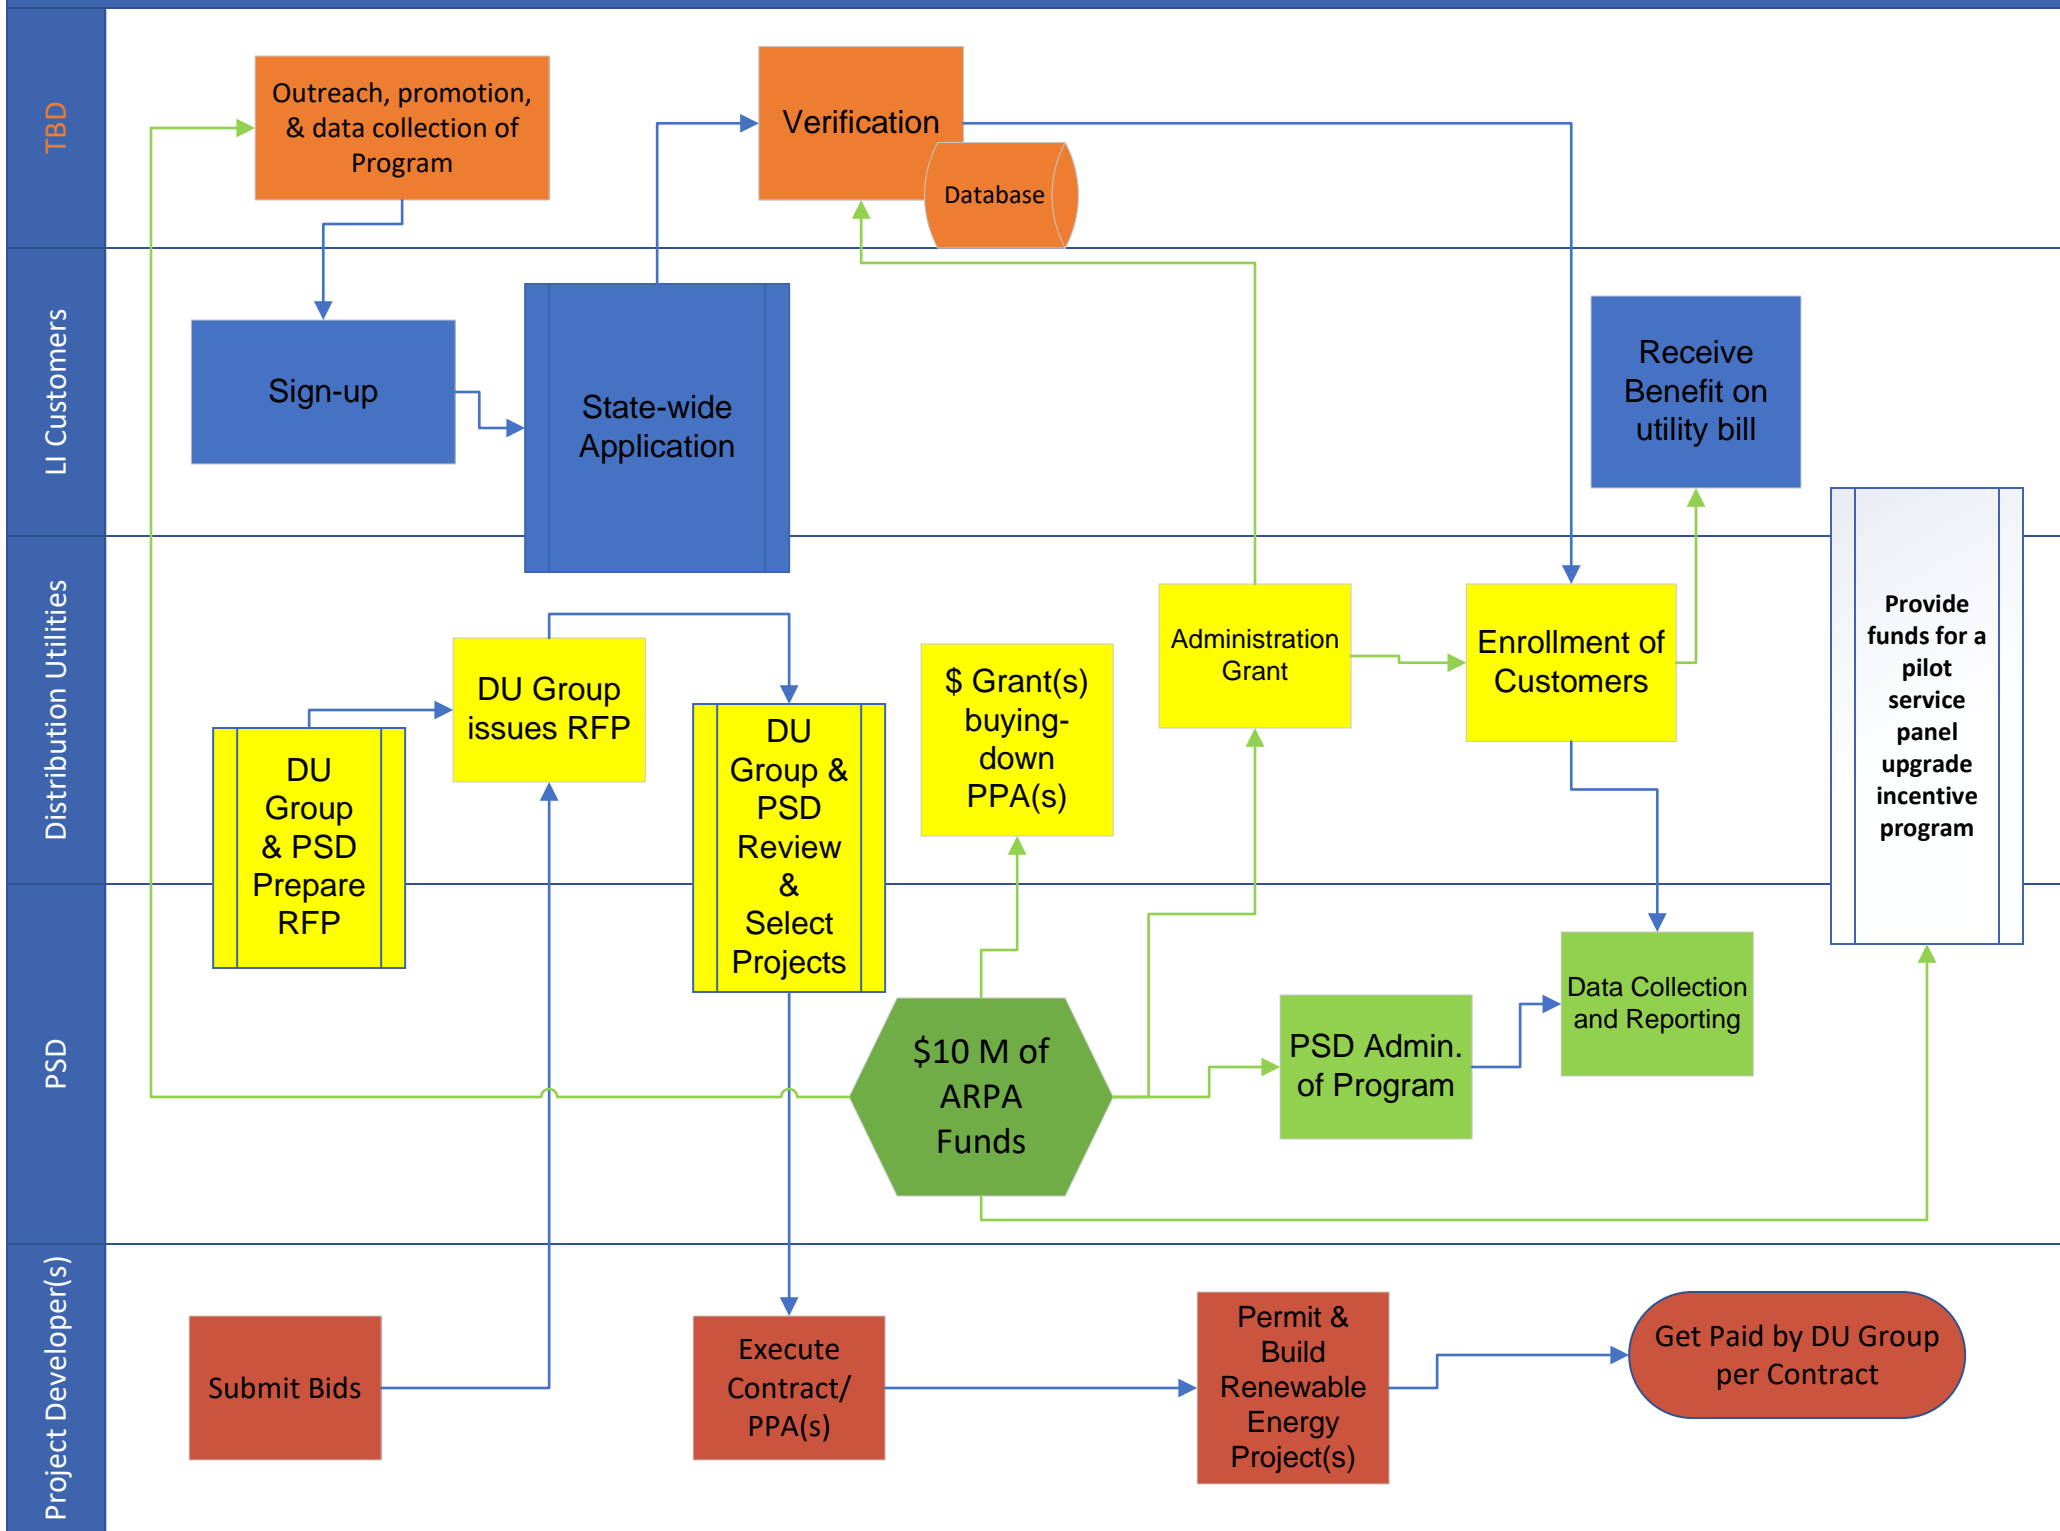 TBD
Outreach, promotion,
& data collection of
Program
Verification
Database
LI Customers
Sign-up
State-wide
Application
Receive
Benefit on
utility bill
Distribution Utilities
DU
Group
& PSD
Prepare
RFP
DU Group
issues RFP
DU
Group &
PSD
Review
&
Select
Projects
$ Grant(s)
buying-
down
PPA(s)
Administration
Grant
Enrollment of
Customers
Provide
funds for a
pilot
service
panel
upgrade
incentive
program
PSD
$10 M of
ARPA
Funds
PSD Admin.
of Program
Data Collection
and Reporting
Project Developer(s)
Submit Bids
Execute
Contract/
PPA(s)
Permit &
Build
Renewable
Energy
Project(s)
Get Paid by DU Group
per Contract